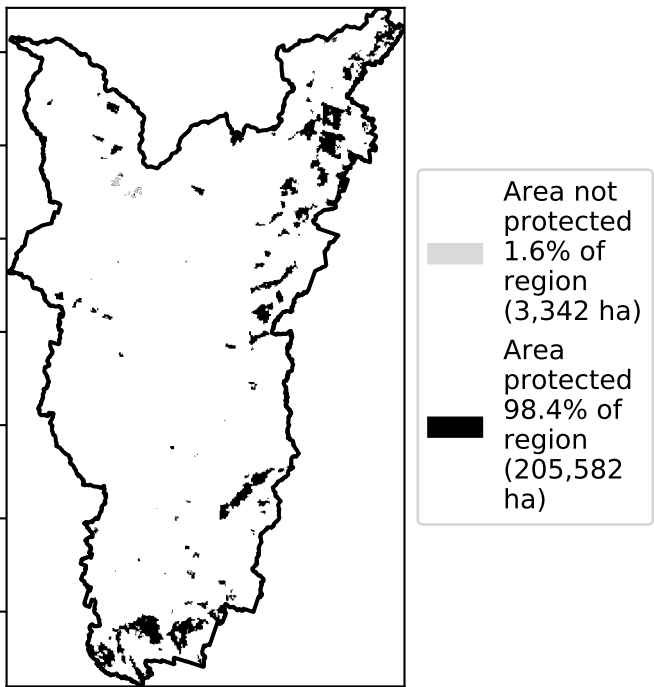 Area not
protected
1.6% of
region
(3,342 ha)
Area
protected
98.4% of
region
(205,582
ha)